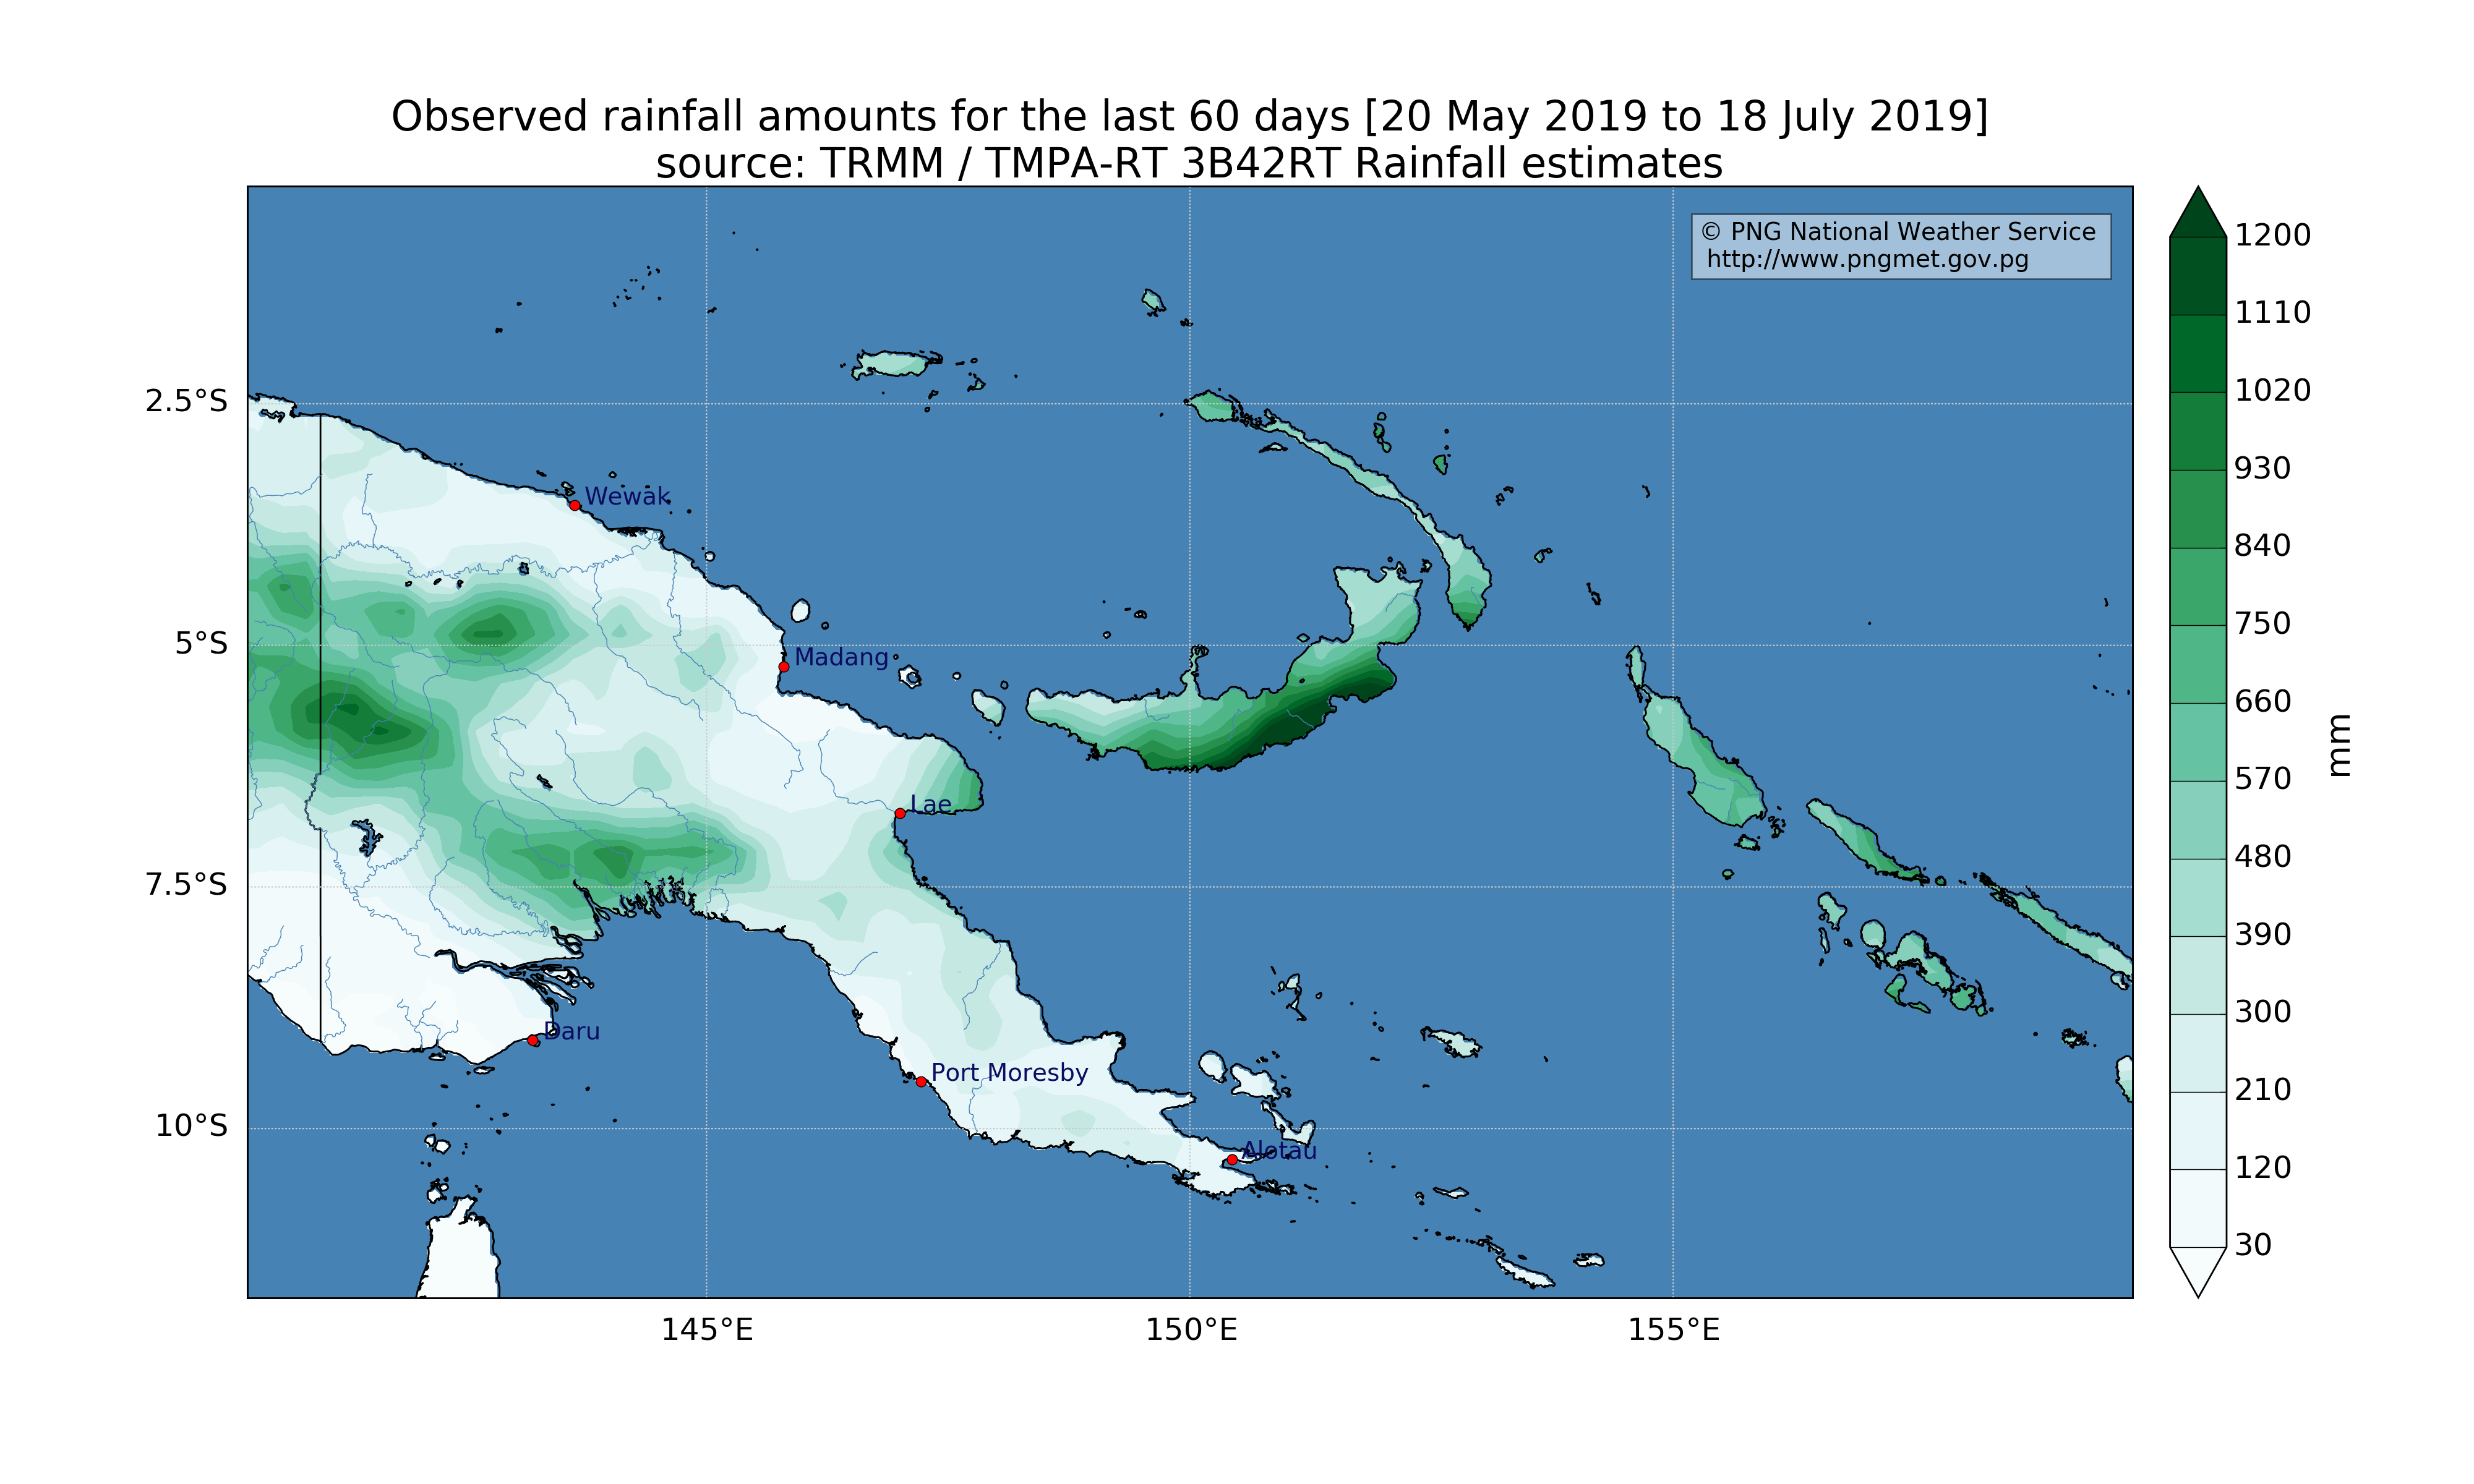 Observed rainfall amounts for the last 60 days [20 May 2019 to 18 July 2019]
source: TRMM / TMPA-RT 3B42RT Rainfall estimates
© PNG National Weather Service
http://www.pngmet.gov.pg
1200
1110
1020
930
840
750
660
570
480
390
300
210
120
30
mm
2.5°S
5°S
7.5°S
10°S
Wewak
Madang
Lae
Daru
Port Moresby
Alotau
145°E
150°E
155°E